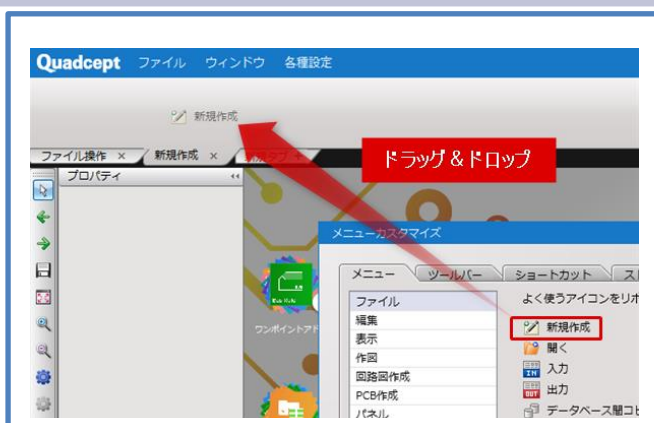 Quadcept ファイル ウィンドウ 各種設定
新規作成
ファイル操作 × 新規作成 ×
ドラッグ＆ドロップ
プロパティ
メニューカスタマイズ
メニュー ツールバー ショートカット
ファイル
よく使うアイコンをリボ
編集
新規作成
表示
開く
作図
入力
回路図作成
出力
PCB作成
データベース間コピ
パネル
ワンポイントアド